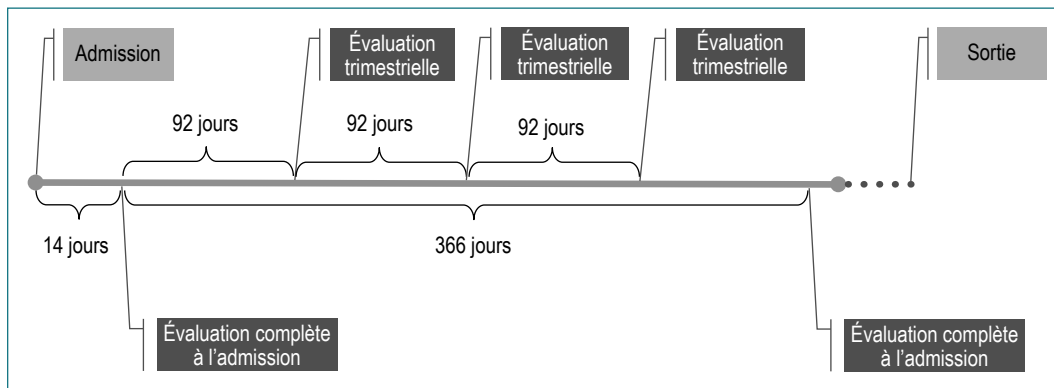 Admission
Évaluation
trimestrielle
Évaluation
trimestrielle
Évaluation
trimestrielle
Sortie
92 jours
92 jours
92 jours
14 jours
366 jours
Évaluation complète
à l’admission
Évaluation complète
à l’admission